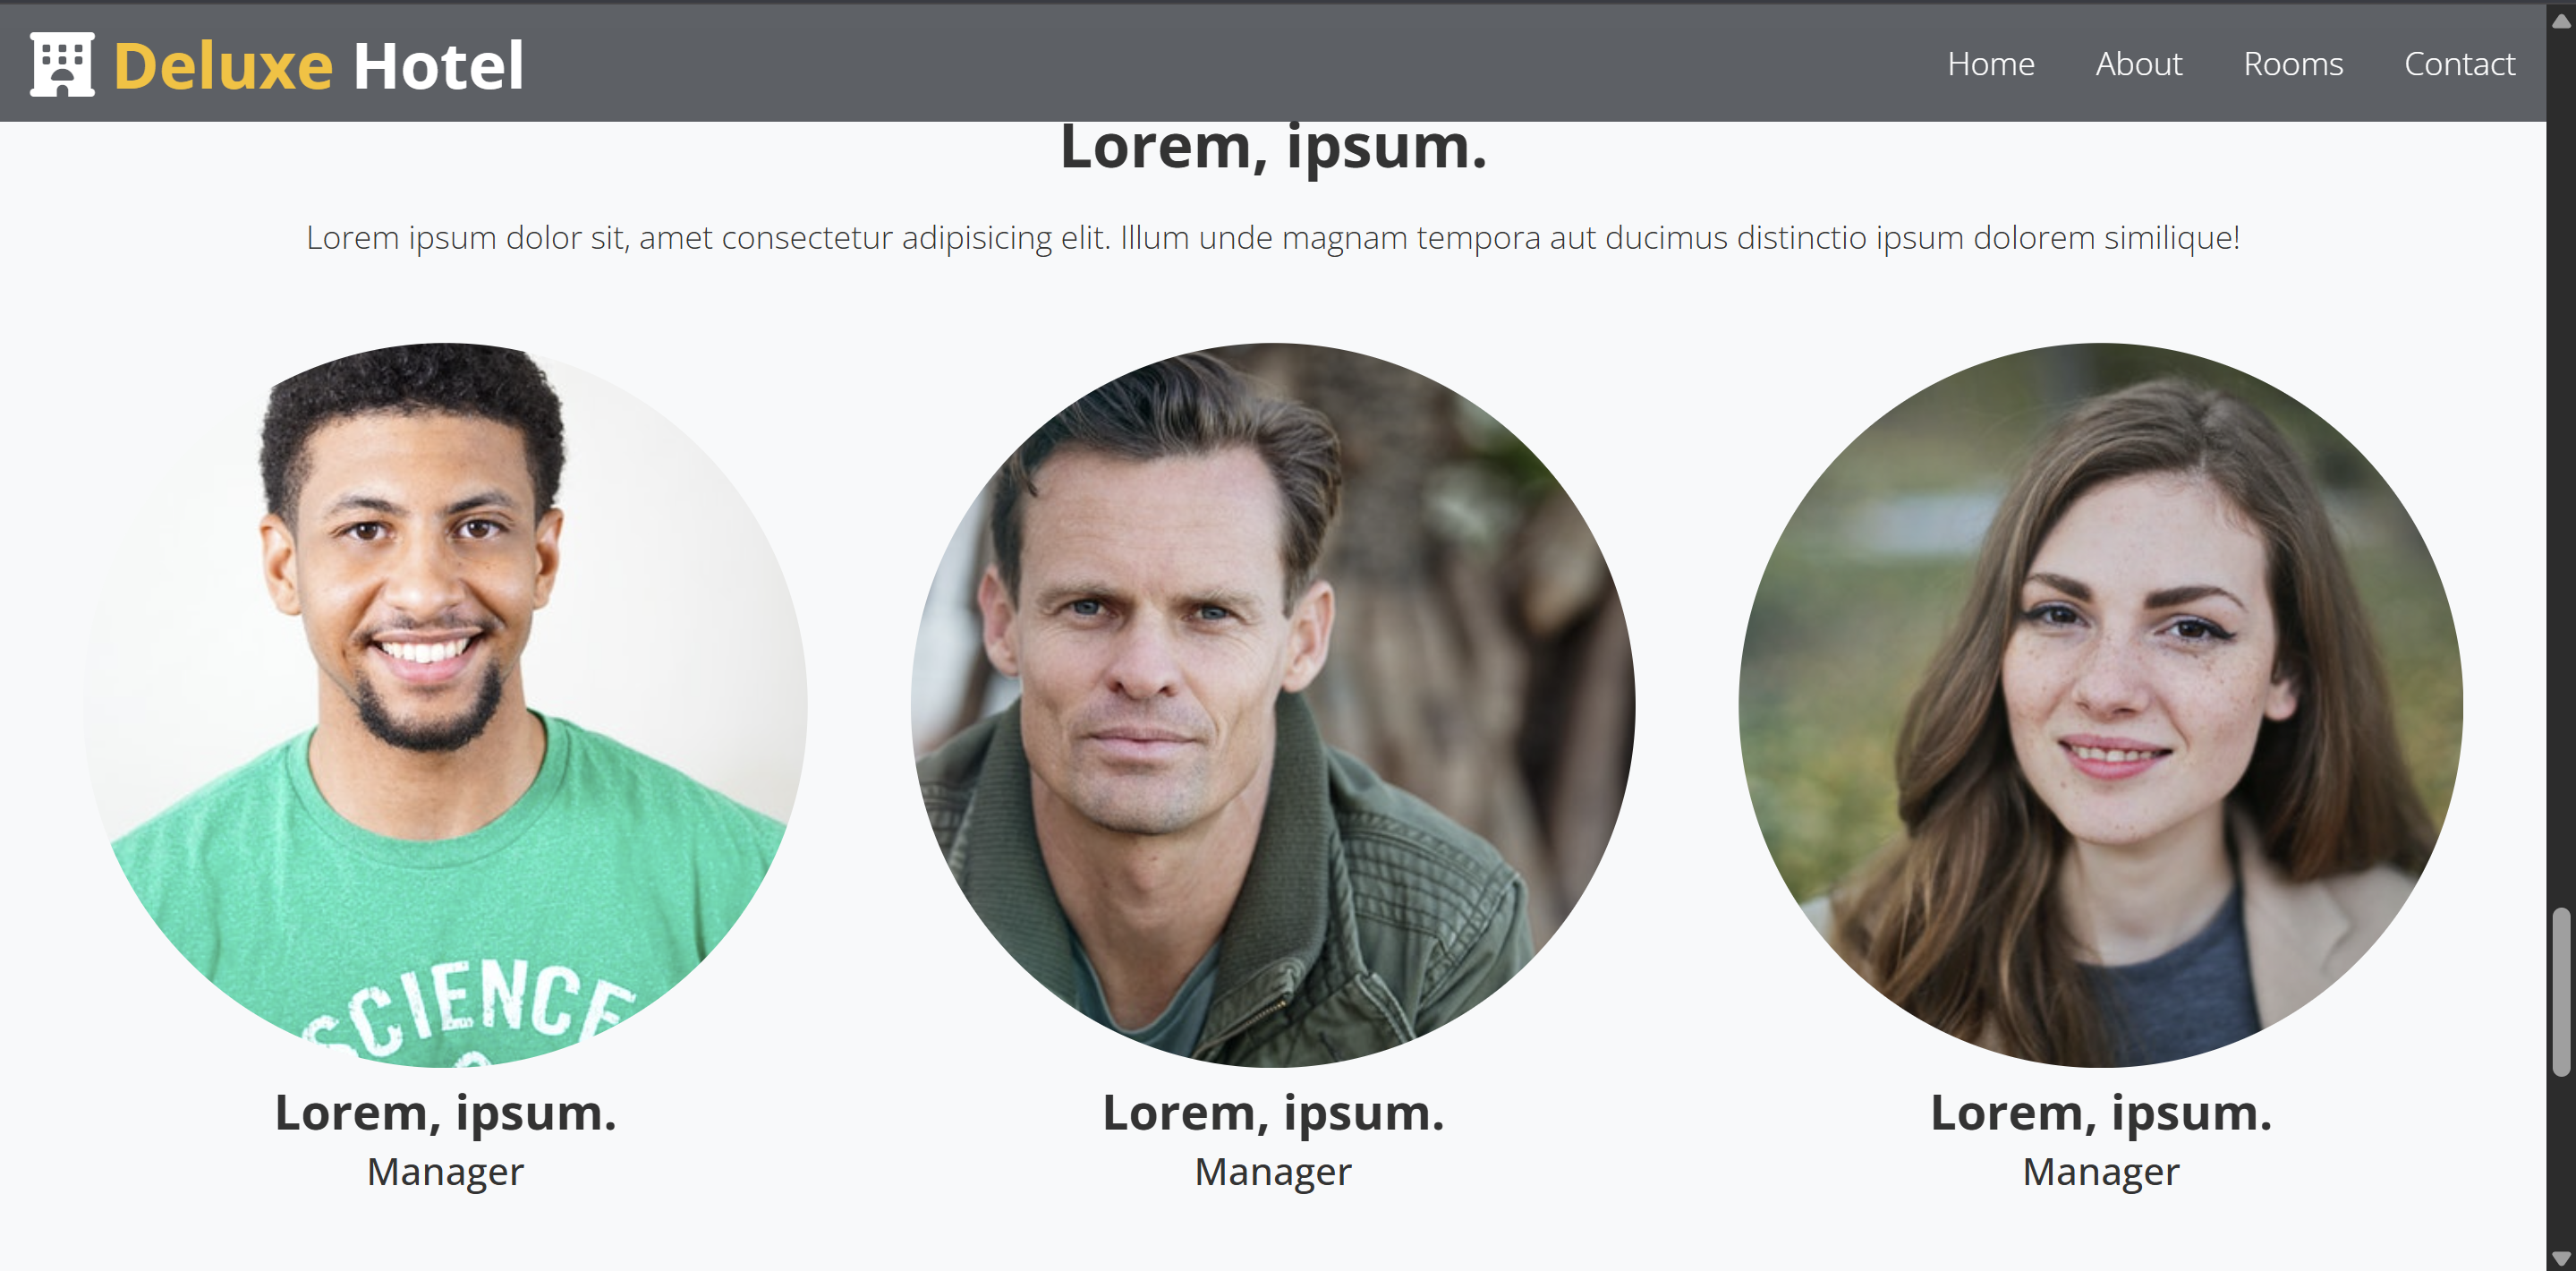 Deluxe Hotel
Home About Rooms Contact
Lorem, ipsum.
Lorem ipsum dolor sit, amet consectetur adipisicing elit. Illum unde magnam tempora aut ducimus distinctio ipsum dolorem similique!
SCIENCE
Lorem, ipsum.
Manager
Lorem, ipsum.
Manager
Lorem, ipsum.
Manager